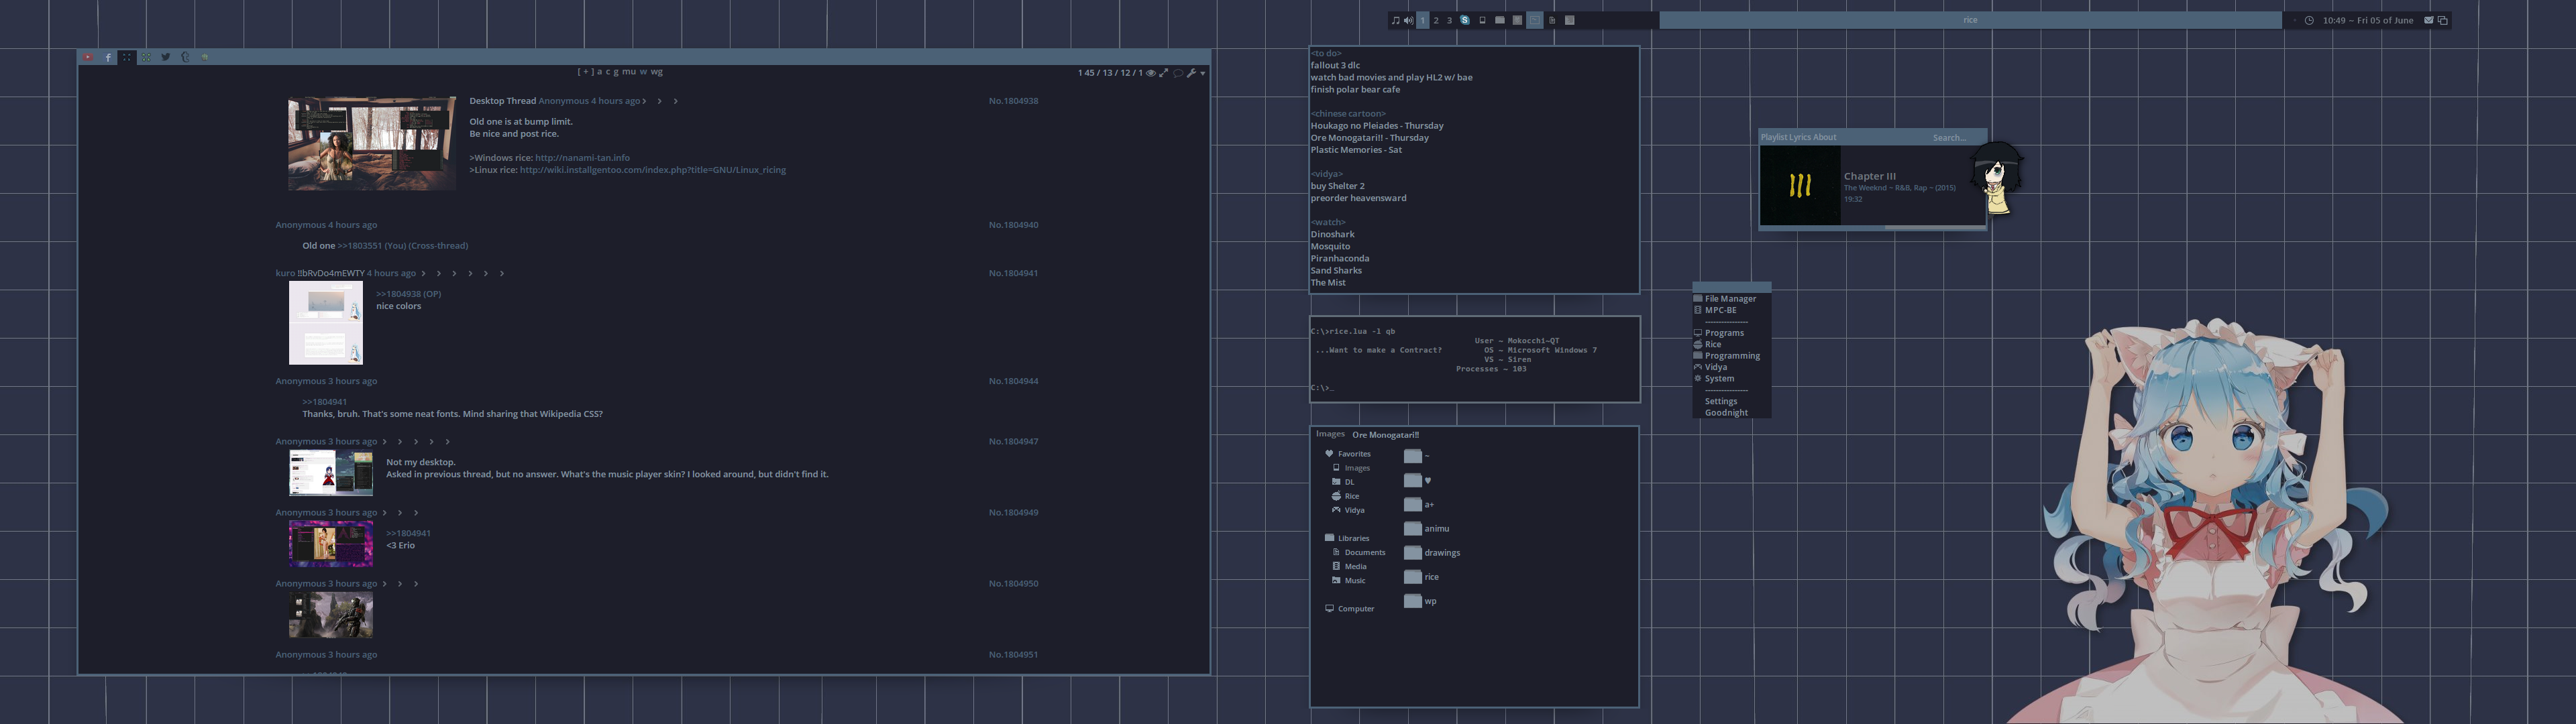 1 2 3
rice
10:49 ~ Fri 05 of June
[ + ] a c g mu w wg
1 45 / 13 / 12 / 1
Desktop Thread Anonymous 4 hours ago > > >
No.1804938
Old one is at bump limit.
Be nice and post rice.
>Windows rice: http://nanami-tan.info
>Linux rice: http://wiki.installgentoo.com/index.php?title=GNU/Linux_ricing
Anonymous 4 hours ago
No.1804940
Old one >>1803551 (You) (Cross-thread)
kuro !!bRvDo4mEWTY 4 hours ago > > > > > >
No.1804941
>>1804938 (OP)
nice colors
Anonymous 3 hours ago
No.1804944
>>1804941
Thanks, bruh. That's some neat fonts. Mind sharing that Wikipedia CSS?
Anonymous 3 hours ago > > > > >
No.1804947
Not my desktop.
Asked in previous thread, but no answer. What's the music player skin? I looked around, but didn't find it.
Anonymous 3 hours ago > > >
No.1804949
>>1804941
<3 Erio
Anonymous 3 hours ago > > >
No.1804950
Anonymous 3 hours ago
No.1804951
<to do>
fallout 3 dlc
watch bad movies and play HL2 w/ bae
finish polar bear cafe
<chinese cartoon>
Houkago no Pleiades - Thursday
Ore Monogatari!! - Thursday
Plastic Memories - Sat
<vidya>
buy Shelter 2
preorder heavensward
<watch>
Dinoshark
Mosquito
Piranhaconda
Sand Sharks
The Mist
C:\>rice.lua -l qb
User ~ Mokocchi~QT
...Want to make a Contract? OS ~ Microsoft Windows 7
VS ~ Siren
Processes ~ 103
C:\>_
Images Ore Monogatari!!
Favorites
Images
DL
Rice
Vidya
Libraries
Documents
Media
Music
Computer
~
♥
a+
animu
drawings
rice
wp
Playlist Lyrics About
Search...
Chapter III
The Weeknd ~ R&B, Rap ~ (2015)
19:32
File Manager
MPC-BE
----------------
Programs
Rice
Programming
Vidya
System
----------------
Settings
Goodnight